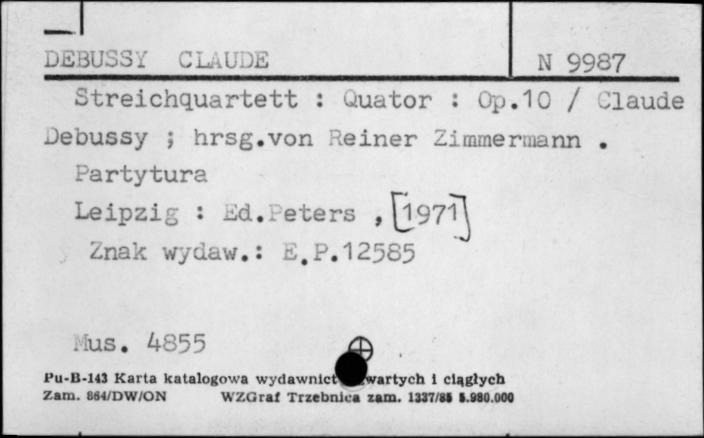 DEBUSSY CLAUDE N 9987
Streichquartett : Quator : Op.10 / Claude
Debussy ; hrsg.von Reiner Zimmermann .
Partytura
Leipzig : Ed.Peters , [1971]
Znak wydaw.: E.P.12585
Mus. 4855
Pu-B-143 Karta katalogowa wydawnict wartych i ciągłych
Zam. 864/DW/ON WZGraf Trzebnica zam. 1337/85 5.980.000